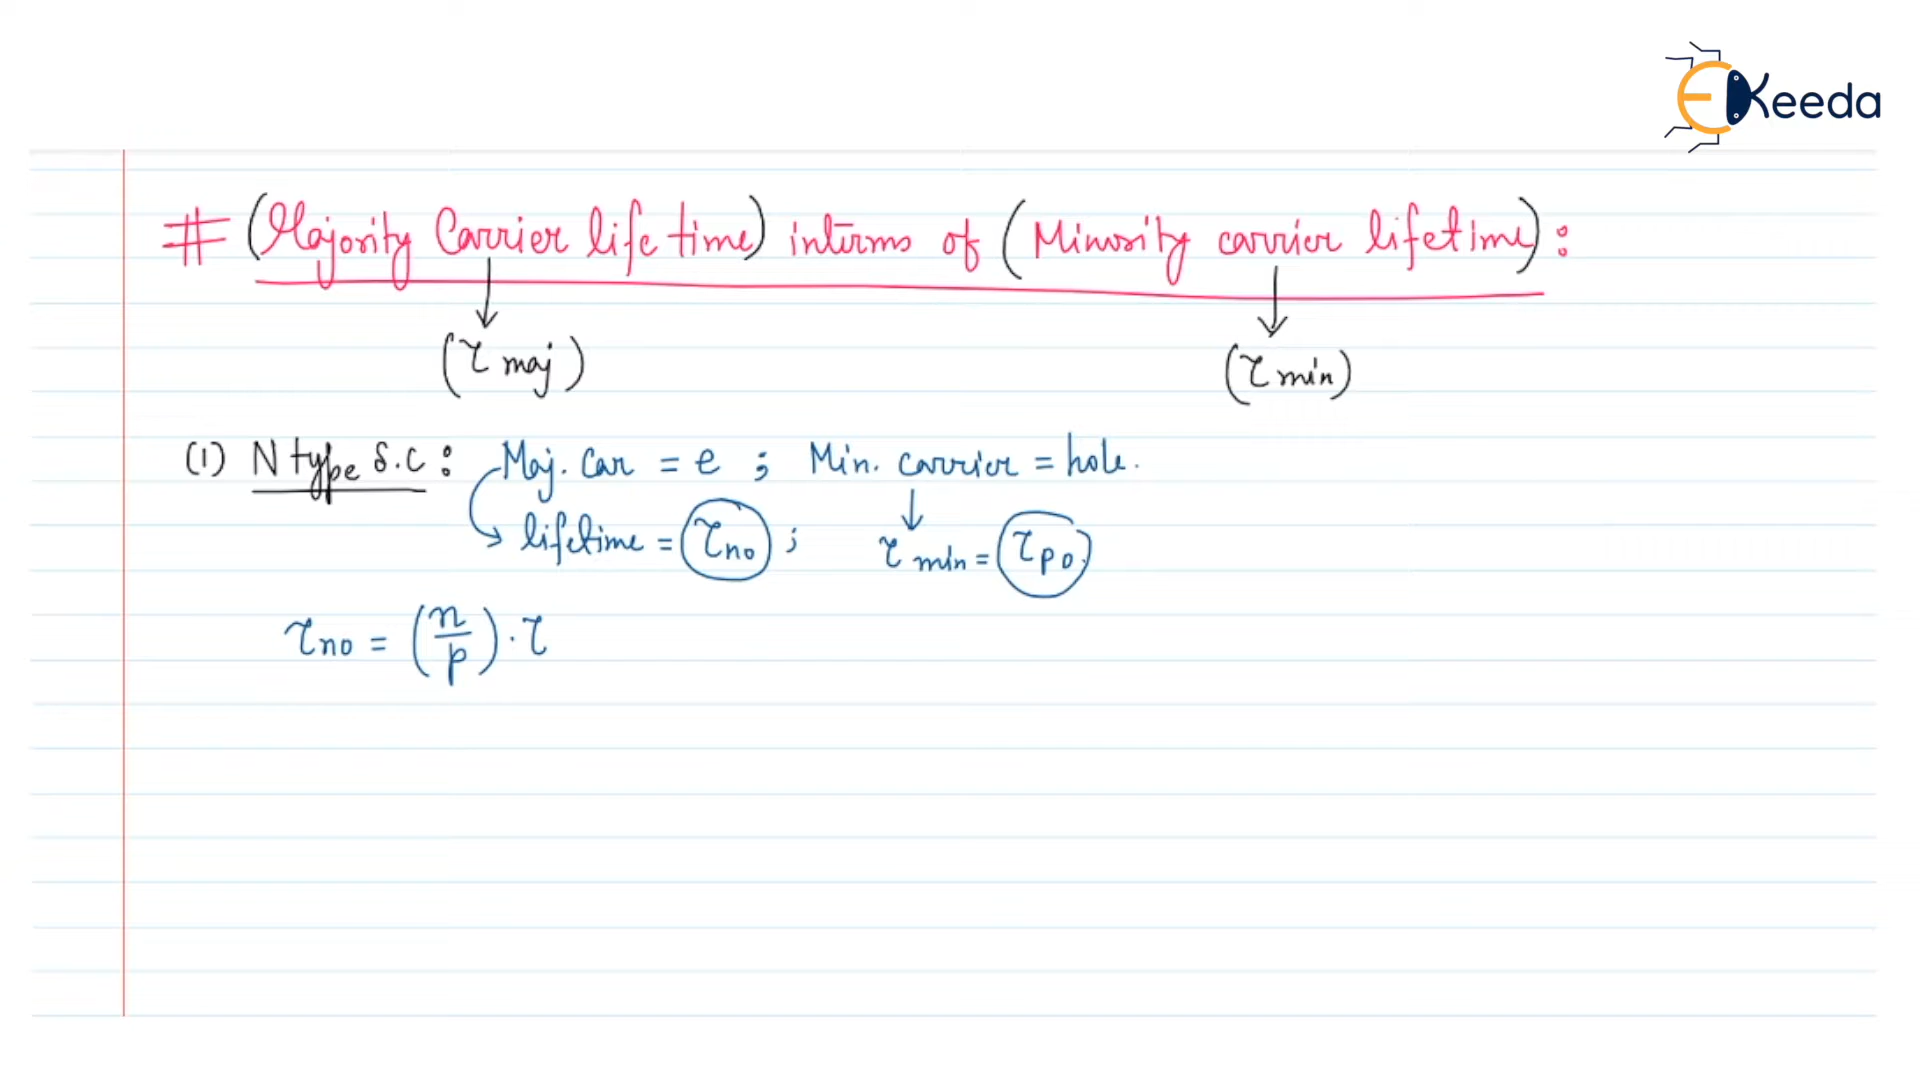 EKeeda
# (Majority Carrier life time) interms of (Minority carrier lifetime):
(τ maj) (τ min)
(1) N type S.C: Maj. Car = e ; Min. carrier = hole.
lifetime = τno ; τ min = τpo.
τno = (n/p) · τ